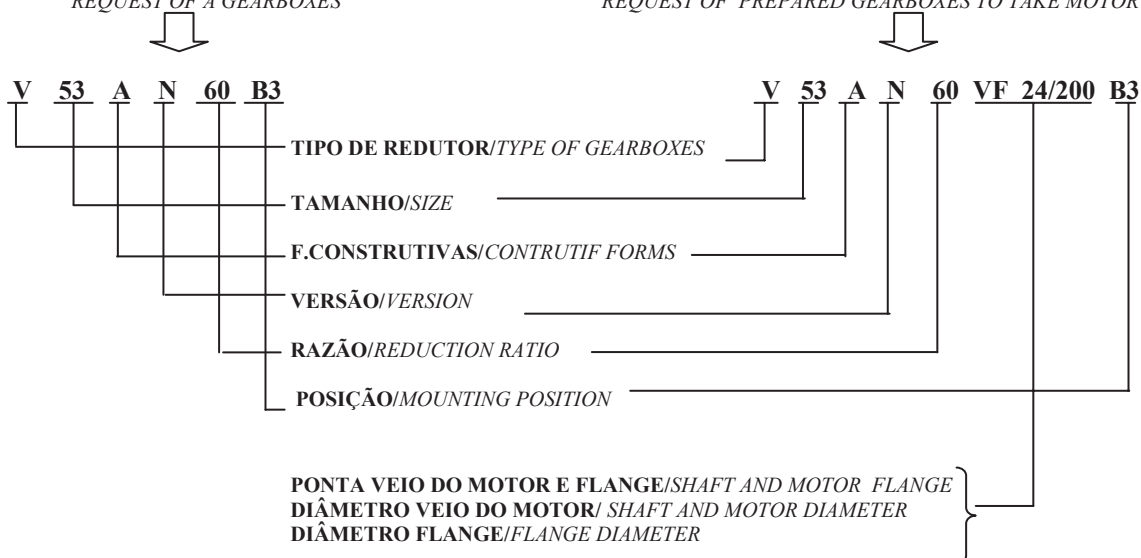 REQUEST OF A GEARBOXES
REQUEST OF PREPARED GEARBOXES TO TAKE MOTOR
V 53 A N 60 B3
V 53 A N 60 VF 24/200 B3
TIPO DE REDUTOR/TYPE OF GEARBOXES
TAMANHO/SIZE
F.CONSTRUTIVAS/CONTRUTIF FORMS
VERSÃO/VERSION
RAZÃO/REDUCTION RATIO
POSIÇÃO/MOUNTING POSITION
PONTA VEIO DO MOTOR E FLANGE/SHAFT AND MOTOR FLANGE
DIÂMETRO VEIO DO MOTOR/ SHAFT AND MOTOR DIAMETER
DIÂMETRO FLANGE/FLANGE DIAMETER